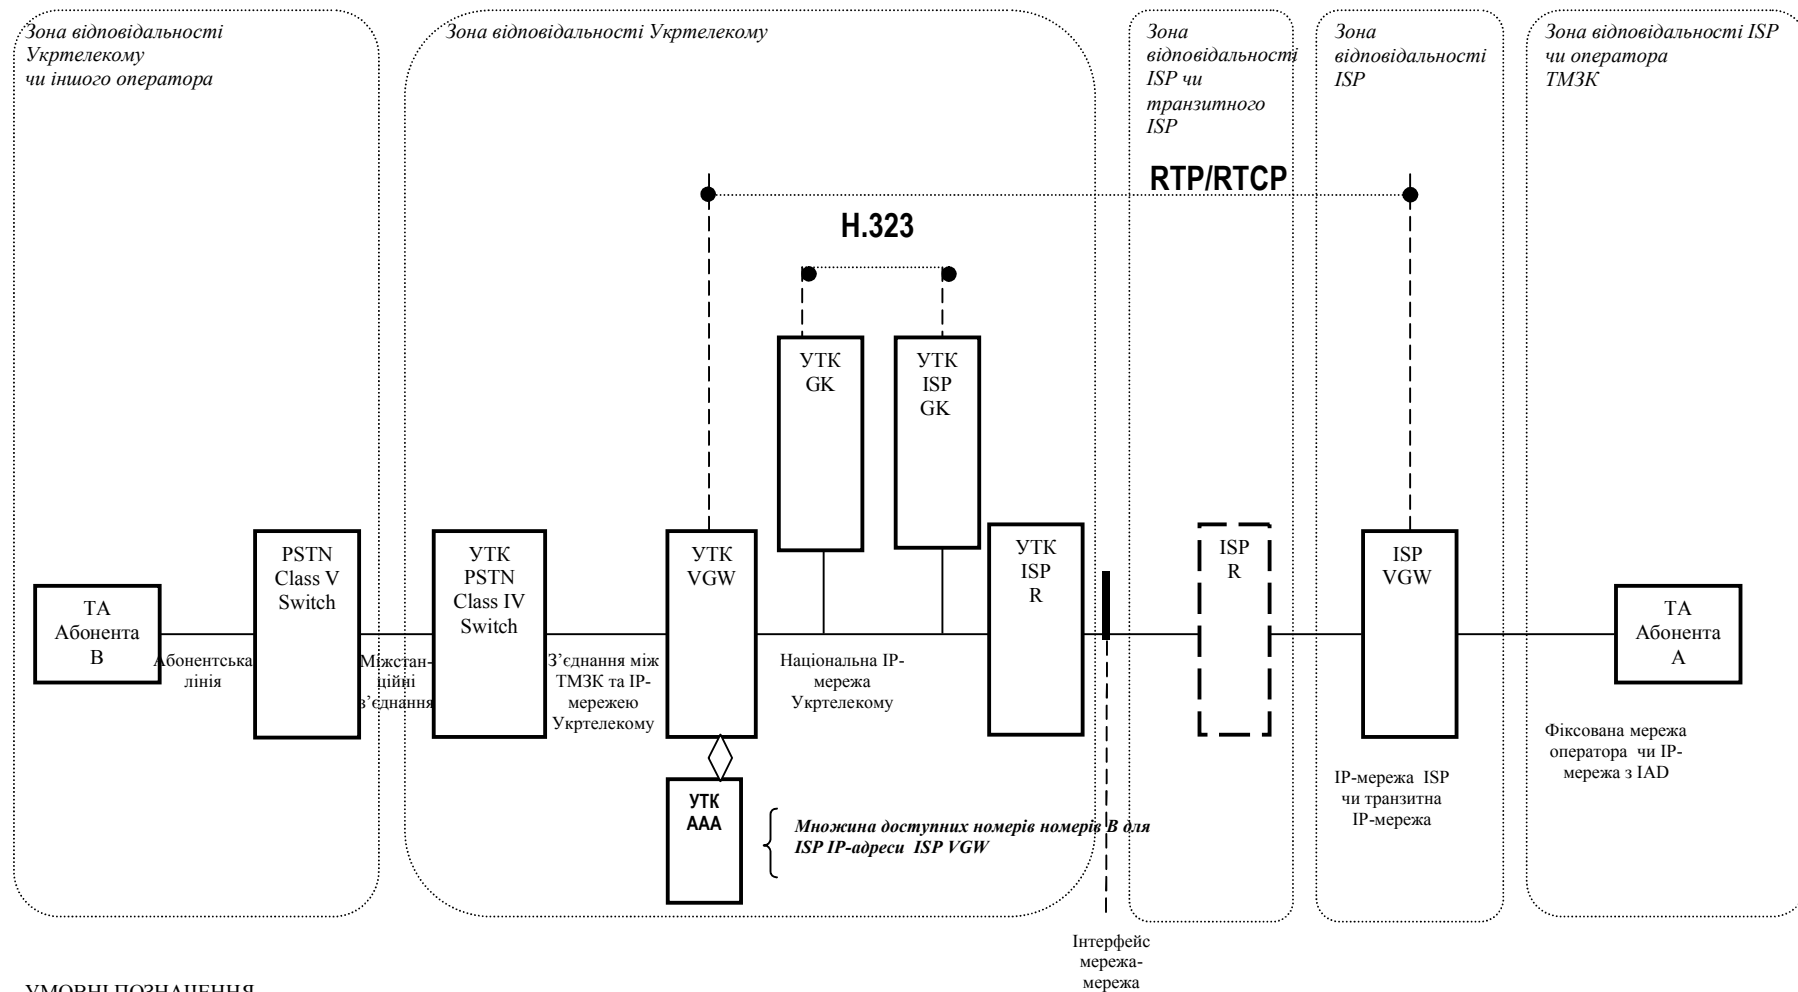 Зона відповідальності
Укртелекому
чи іншого оператора
Зона відповідальності Укртелекому
Зона
відповідальності
ISP чи
транзитного
ISP
Зона
відповідальності
ISP
Зона відповідальності ISP
чи оператора
ТМЗК
RTP/RTCP
H.323
УТК
GK
УТК
ISP
GK
PSTN
Class V
Switch
УТК
PSTN
Class IV
Switch
УТК
VGW
УТК
ISP
R
ISP
R
ISP
VGW
ТА
Абонента
В
ТА
Абонента
А
Абонентська
лінія
Міжстан-
ційні
з’єднання
З’єднання між
ТМЗК та IP-
мережею
Укртелекому
Національна IP-
мережа
Укртелекому
Фіксована мережа
оператора чи IP-
мережа з IAD
IP-мережа ISP
чи транзитна
IP-мережа
УТК
ААА
Множина доступних номерів номерів В для
ISP IP-адреси ISP VGW
Інтерфейс
мережа-
мережа
УМОВНІ ПОЗНАЧЕННЯ